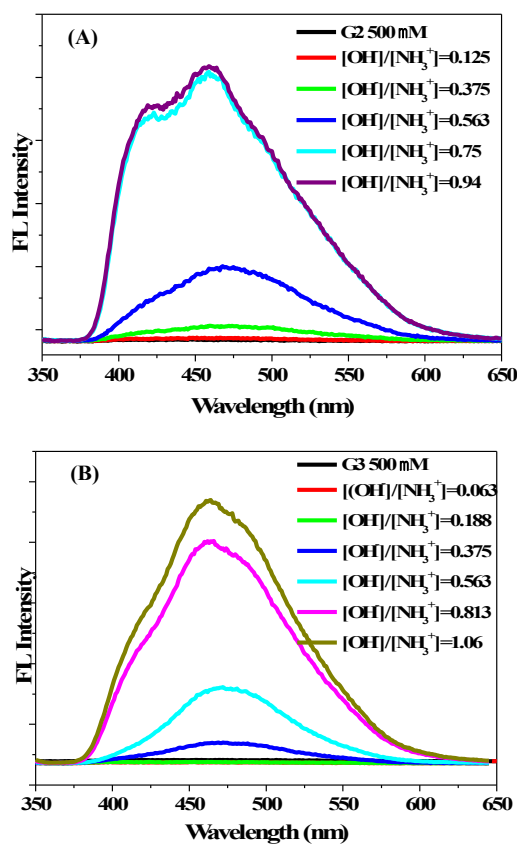 (A)
G2 500 mM
[OH]/[NH₃⁺]=0.125
[OH]/[NH₃⁺]=0.375
[OH]/[NH₃⁺]=0.563
[OH]/[NH₃⁺]=0.75
[OH]/[NH₃⁺]=0.94
FL Intensity
350 400 450 500 550 600 650
Wavelength (nm)
(B)
G3 500 mM
[(OH]/[NH₃⁺]=0.063
[OH]/[NH₃⁺]=0.188
[OH]/[NH₃⁺]=0.375
[OH]/[NH₃⁺]=0.563
[OH]/[NH₃⁺]=0.813
[OH]/[NH₃⁺]=1.06
FL Intensity
350 400 450 500 550 600 650
Wavelength (nm)